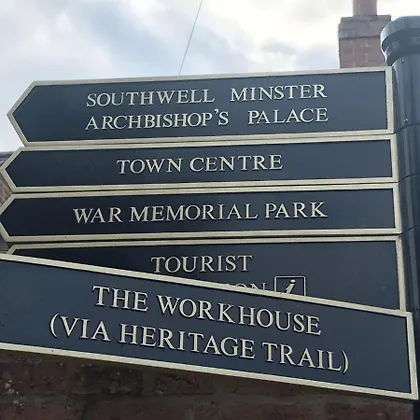 SOUTHWELL MINSTER
ARCHBISHOP'S PALACE
TOWN CENTRE
WAR MEMORIAL PARK
TOURIST
i
THE WORKHOUSE
(VIA HERITAGE TRAIL)